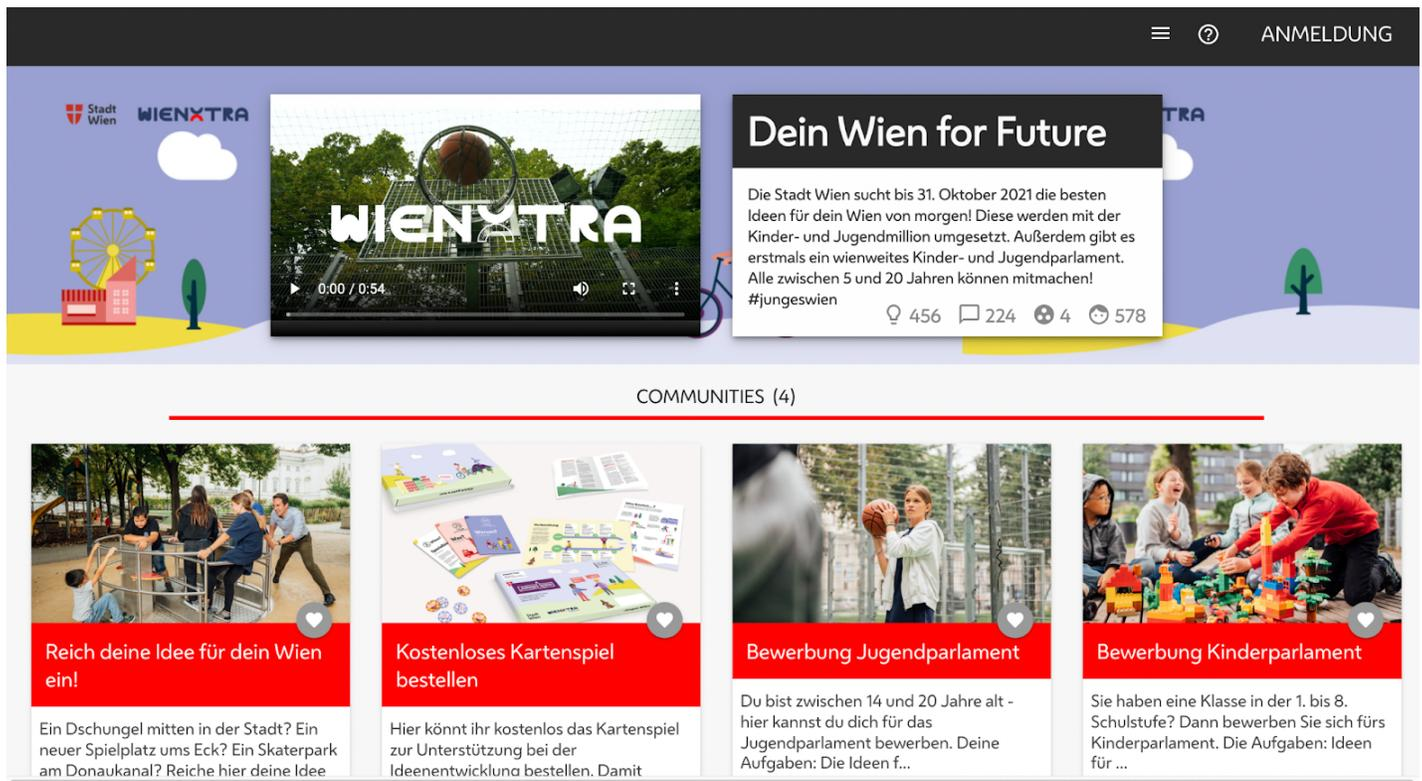 ANMELDUNG
Stadt
Wien
WIENXTRA
TRA
WIENXTRA
0:00 / 0:54
Dein Wien for Future
Die Stadt Wien sucht bis 31. Oktober 2021 die besten
Ideen für dein Wien von morgen! Diese werden mit der
Kinder- und Jugendmillion umgesetzt. Außerdem gibt es
erstmals ein wienweites Kinder- und Jugendparlament.
Alle zwischen 5 und 20 Jahren können mitmachen!
#jungeswien
456 224 4 578
COMMUNITIES (4)
Reich deine Idee für dein Wien
ein!
Ein Dschungel mitten in der Stadt? Ein
neuer Spielplatz ums Eck? Ein Skaterpark
am Donaukanal? Reiche hier deine Idee
Kostenloses Kartenspiel
bestellen
Hier könnt ihr kostenlos das Kartenspiel
zur Unterstützung bei der
Ideenentwicklung bestellen. Damit
Bewerbung Jugendparlament
Du bist zwischen 14 und 20 Jahre alt -
hier kannst du dich für das
Jugendparlament bewerben. Deine
Aufgaben: Die Ideen f...
Bewerbung Kinderparlament
Sie haben eine Klasse in der 1. bis 8.
Schulstufe? Dann bewerben Sie sich fürs
Kinderparlament. Die Aufgaben: Ideen
für ...